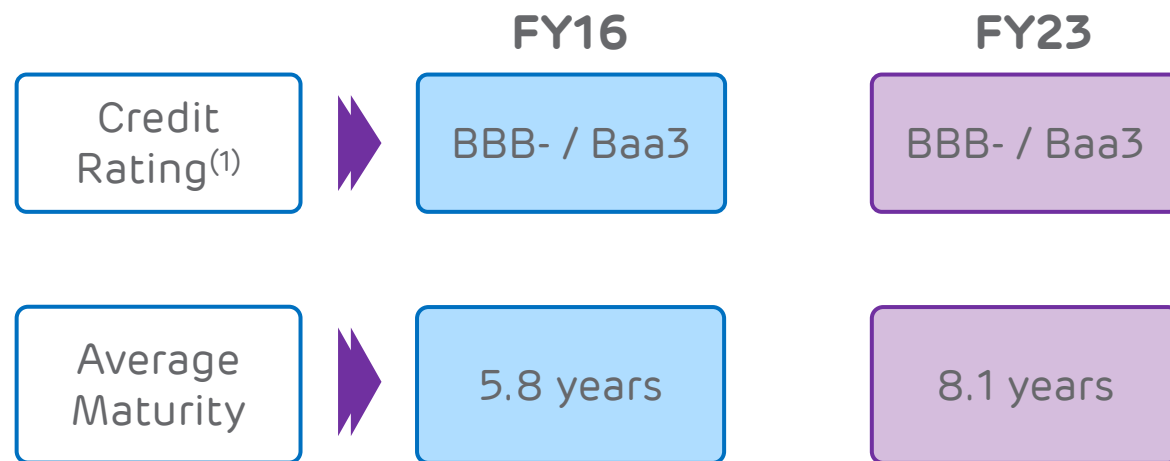 FY16 FY23
Credit
Rating(1)
BBB- / Baa3
BBB- / Baa3
Average
Maturity
5.8 years
8.1 years